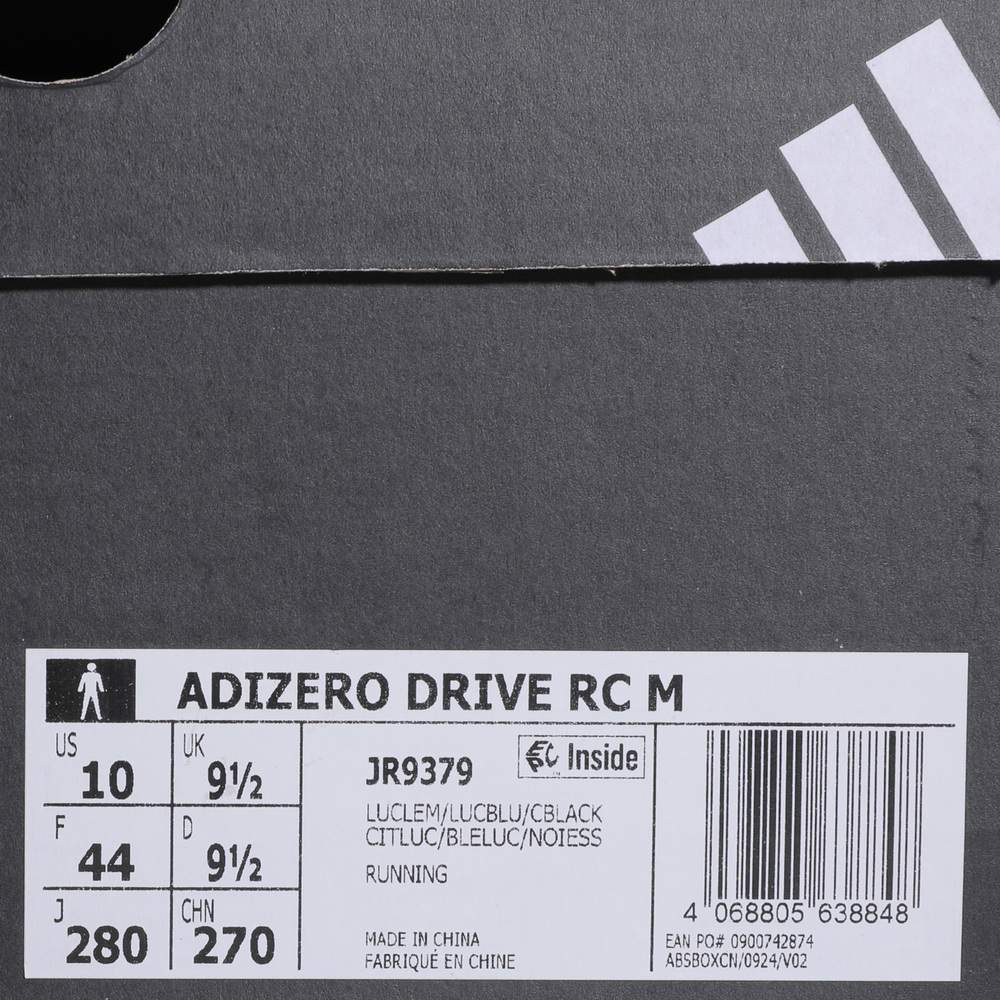 ADIZERO DRIVE RC M
US
10
UK
9½
F
44
D
9½
J
280
CHN
270
JR9379
EPC Inside
LUCLEM/LUCBLU/CBLACK
CITLUC/BLELUC/NOIESS
RUNNING
MADE IN CHINA
FABRIQUÉ EN CHINE
4 068805 638848
EAN PO# 0900742874
ABSBOXCN/0924/V02